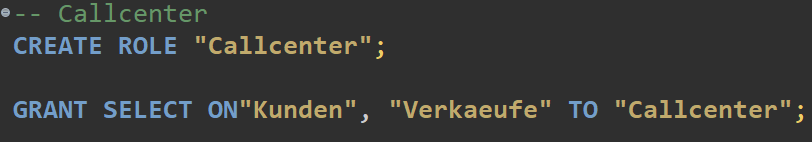 -- Callcenter
CREATE ROLE "Callcenter";
GRANT SELECT ON"Kunden", "Verkaeufe" TO "Callcenter";